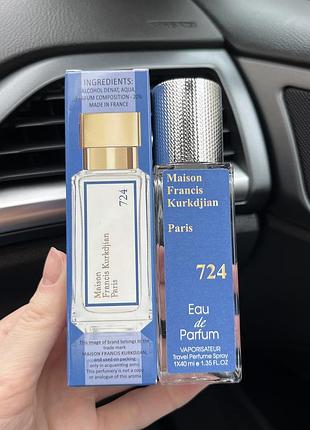 INGREDIENTS:
ALCOHOL DENAT, AQUA,
PARFUM COMPOSITION - 20%
MADE IN FRANCE
724
Maison
Francis Kurkdjian
Paris
This image of brand belongs to the
trade mark
MAISON FRANCIS KURKDJIAN,
and used on packing
only in acquainting aims
This perfumery is not a copy
or analogue of this aroma
Maison
Francis
Kurkdjian
Paris
724
Eau
de
Parfum
VAPORISATEUR
Travel Perfume Spray
1X40 ml e 1.35 FL.OZ